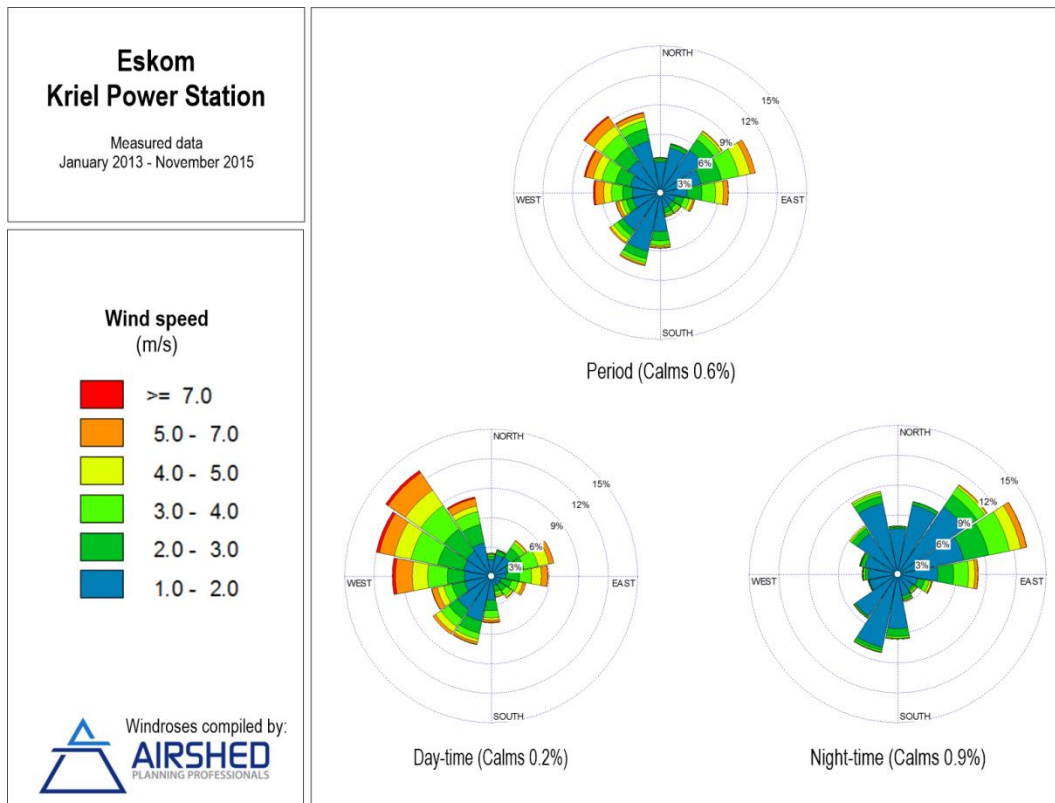 Eskom
Kriel Power Station
Measured data
January 2013 - November 2015
Wind speed
(m/s)
>= 7.0
5.0 - 7.0
4.0 - 5.0
3.0 - 4.0
2.0 - 3.0
1.0 - 2.0
Windroses compiled by:
AIRSHED
PLANNING PROFESSIONALS
NORTH
15%
12%
9%
6%
3%
WEST
EAST
SOUTH
Period (Calms 0.6%)
NORTH
15%
12%
9%
6%
3%
WEST
EAST
SOUTH
Day-time (Calms 0.2%)
NORTH
15%
12%
9%
6%
3%
WEST
EAST
SOUTH
Night-time (Calms 0.9%)